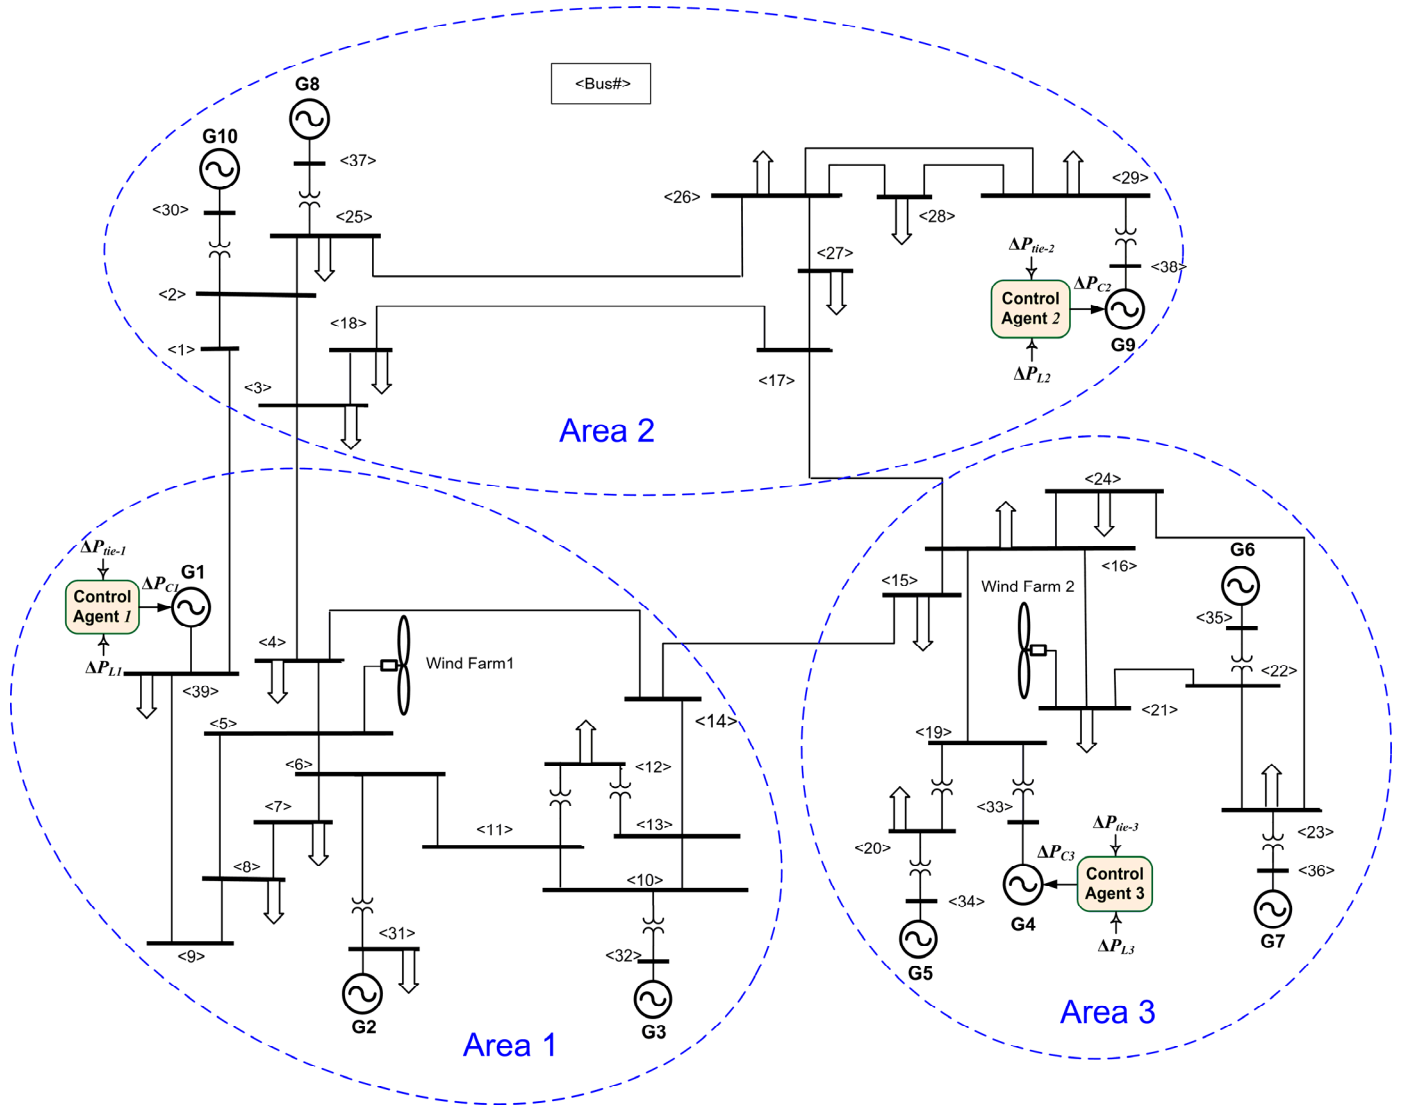 <Bus#>
G8
G10
<37>
<30>
<25>
<2>
<1>
<18>
<3>
<26>
<28>
<29>
<27>
<17>
<38>
ΔPtie-2
ΔPC2
Control
Agent 2
G9
ΔPL2
Area 2
ΔPtie-1
ΔPC1
G1
Control
Agent 1
ΔPL1
<39>
<4>
Wind Farm1
<5>
<6>
<7>
<8>
<9>
<11>
<12>
<13>
<14>
<10>
<31>
<32>
G2
G3
Area 1
<24>
<16>
<15>
G6
Wind Farm 2
<35>
<22>
<21>
<19>
<33>
<20>
<34>
<23>
<36>
ΔPtie-3
ΔPC3
Control
Agent 3
ΔPL3
G4
G5
G7
Area 3